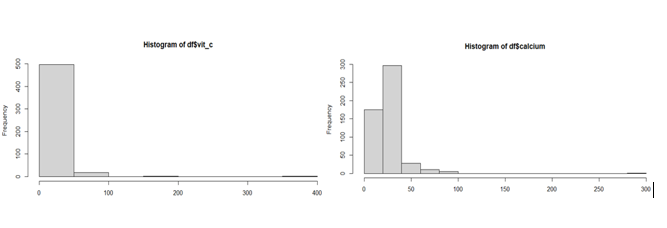 Histogram of df$vit_c
Frequency
0 100 200 300 400 500
0 100 200 300 400
Histogram of df$calcium
Frequency
0 50 100 150 200 250 300
0 50 100 150 200 250 300